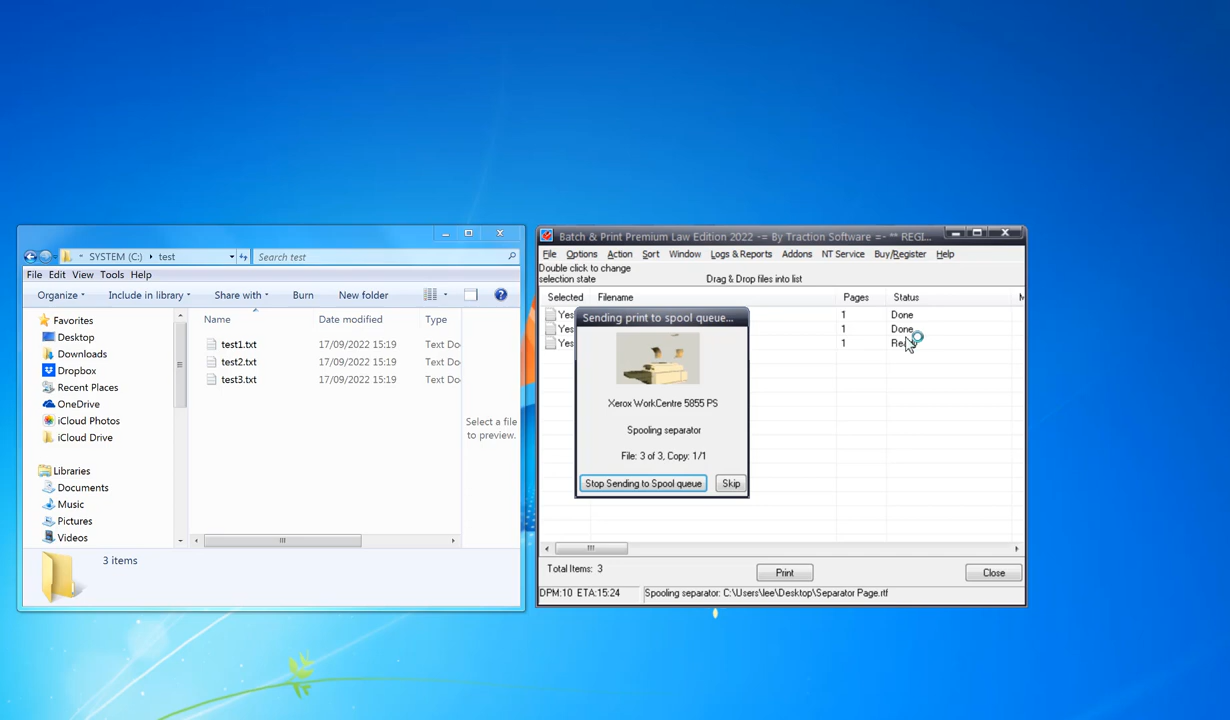 SYSTEM (C:) test
Search test
File Edit View Tools Help
Organize Include in library Share with Burn New folder
Favorites
Desktop
Downloads
Dropbox
Recent Places
OneDrive
iCloud Photos
iCloud Drive
Libraries
Documents
Music
Pictures
Videos
Name Date modified Type
test1.txt 17/09/2022 15:19 Text Do
test2.txt 17/09/2022 15:19 Text Do
test3.txt 17/09/2022 15:19 Text Do
Select a file
to preview.
3 items
Batch & Print Premium Law Edition 2022 -= By Traction Software =- ** REGI...
File Options Action Sort Window Logs & Reports Addons NT Service Buy/Register Help
Double click to change
selection state
Drag & Drop files into list
Selected Filename Pages Status M
Yes 1 Done
Yes 1 Done
Yes 1
Sending print to spool queue...
Xerox WorkCentre 5855 PS
Spooling separator
File: 3 of 3, Copy: 1/1
Stop Sending to Spool queue Skip
Total Items: 3
Print
Close
DPM:10 ETA:15:24 Spooling separator: C:\Users\lee\Desktop\Separator Page.rtf